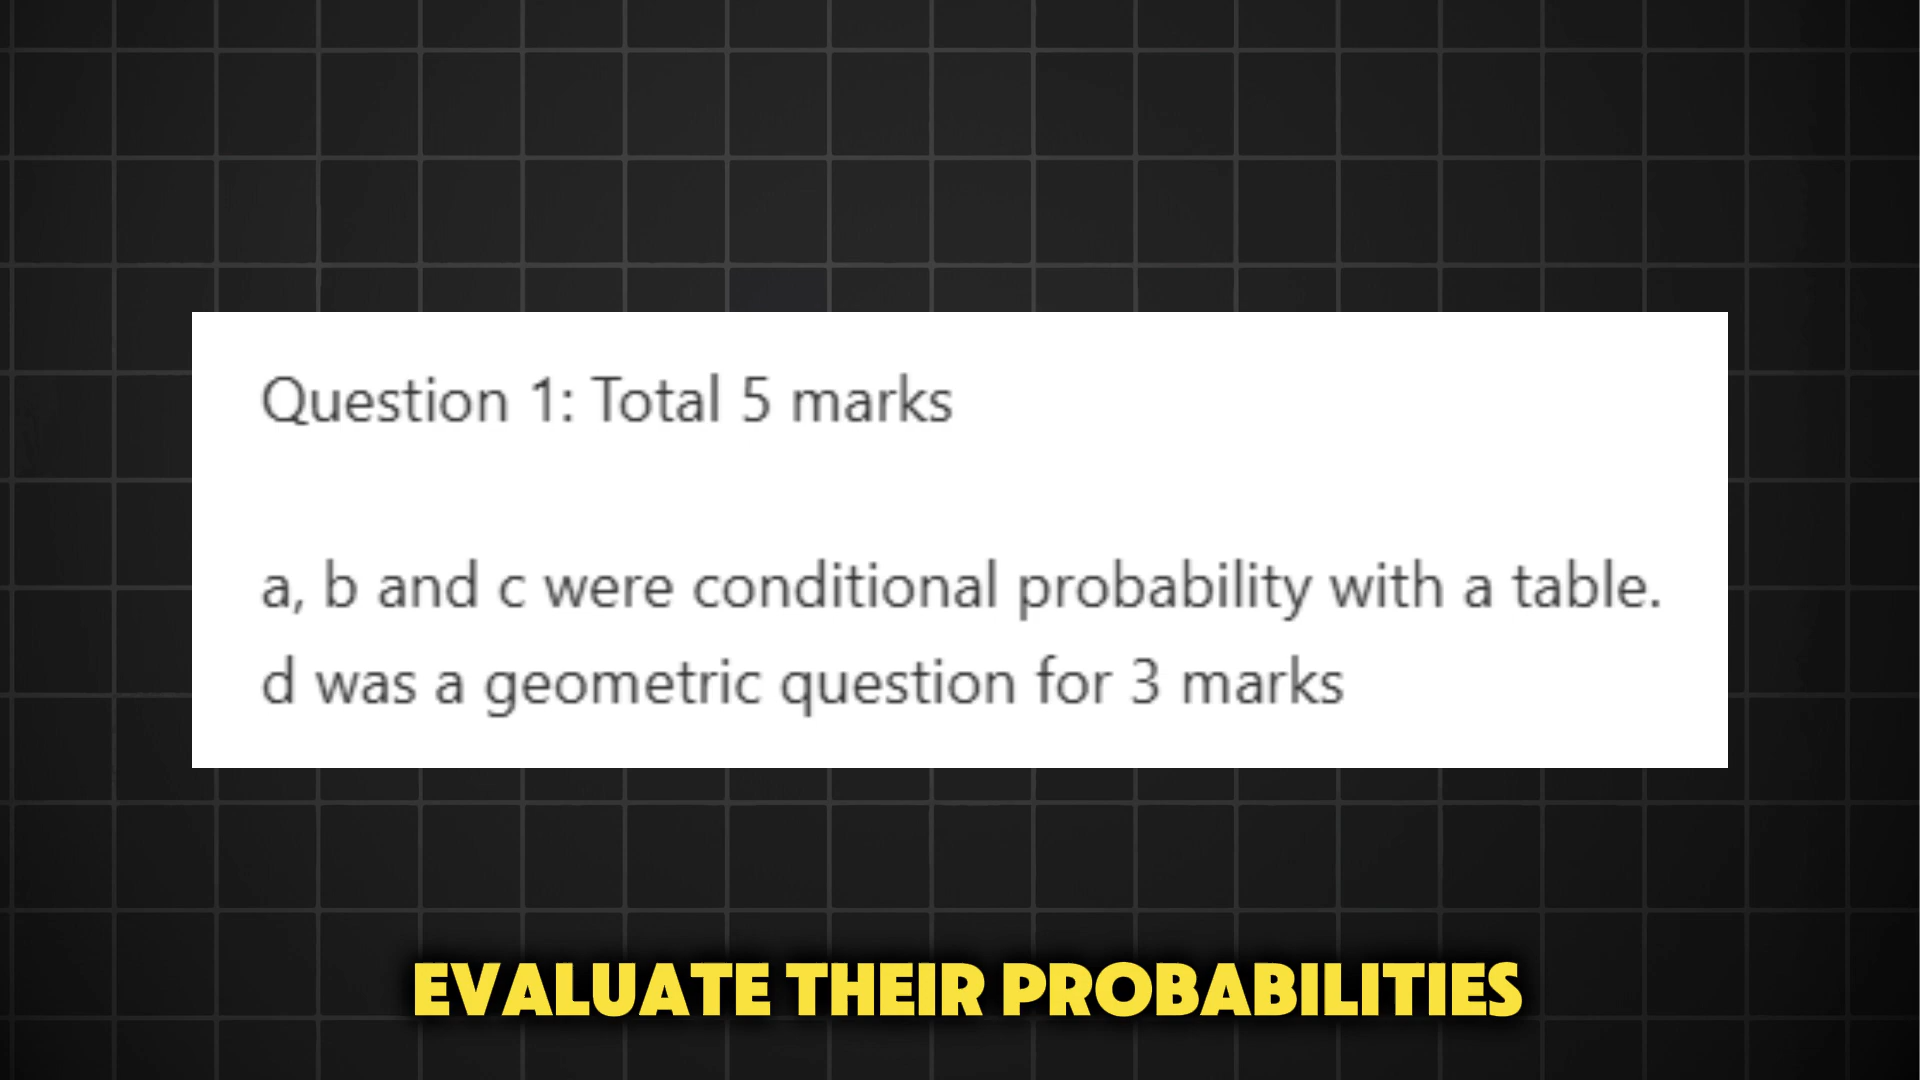 Question 1: Total 5 marks
a, b and c were conditional probability with a table.
d was a geometric question for 3 marks
EVALUATE THEIR PROBABILITIES